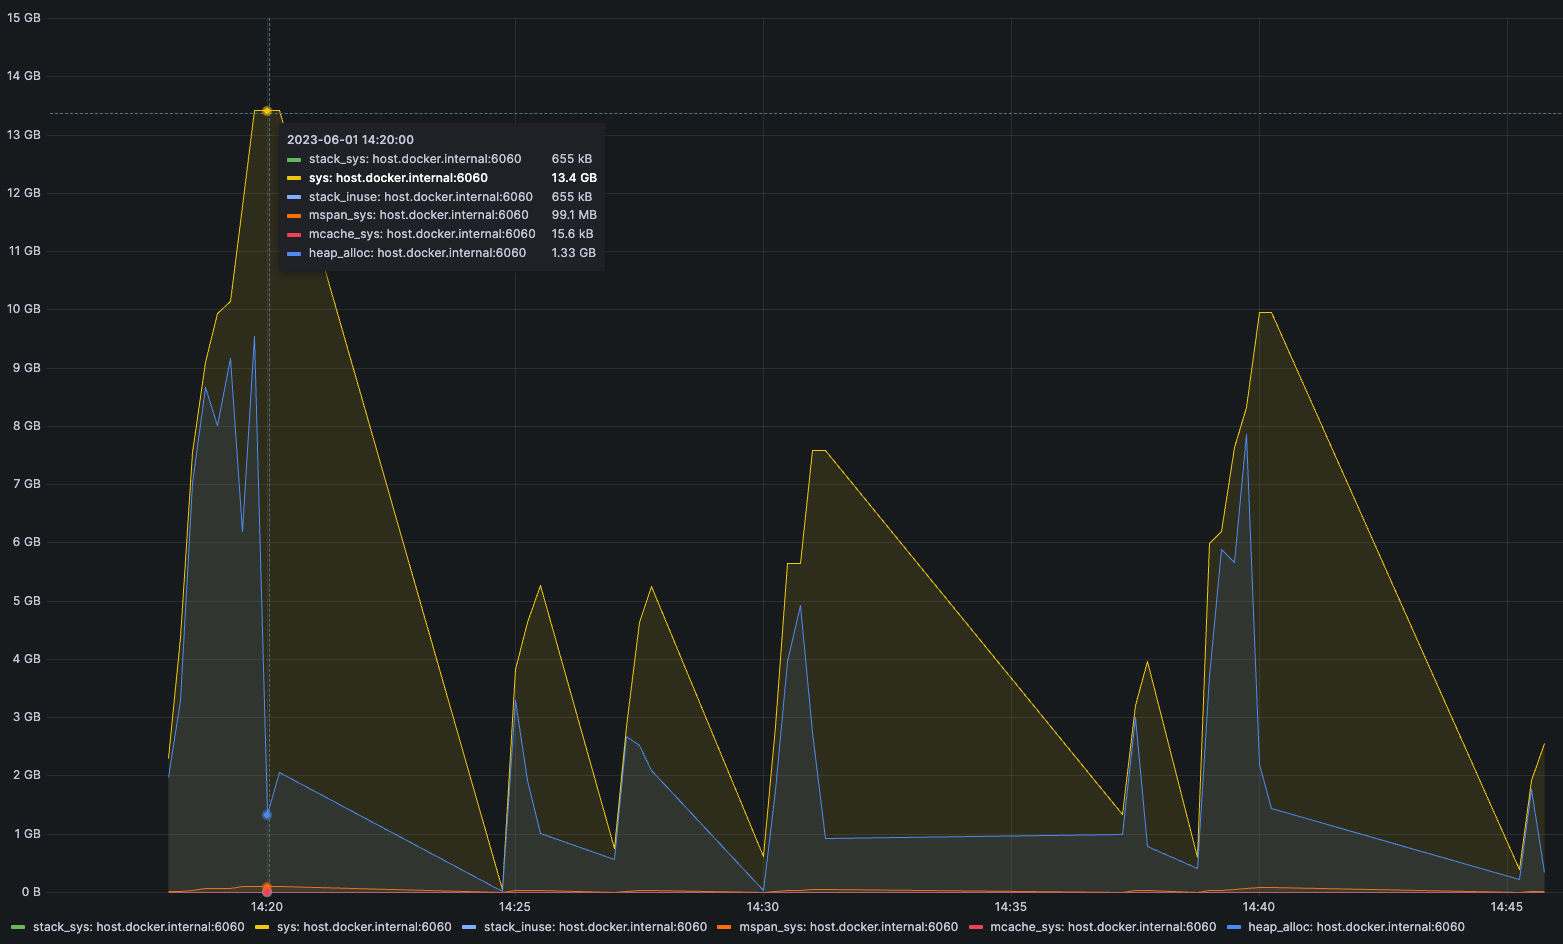 15 GB
14 GB
13 GB
12 GB
11 GB
10 GB
9 GB
8 GB
7 GB
6 GB
5 GB
4 GB
3 GB
2 GB
1 GB
0 B
2023-06-01 14:20:00
stack_sys: host.docker.internal:6060 655 kB
sys: host.docker.internal:6060 13.4 GB
stack_inuse: host.docker.internal:6060 655 kB
mspan_sys: host.docker.internal:6060 99.1 MB
mcache_sys: host.docker.internal:6060 15.6 kB
heap_alloc: host.docker.internal:6060 1.33 GB
14:20 14:25 14:30 14:35 14:40 14:45
stack_sys: host.docker.internal:6060 sys: host.docker.internal:6060 stack_inuse: host.docker.internal:6060 mspan_sys: host.docker.internal:6060 mcache_sys: host.docker.internal:6060 heap_alloc: host.docker.internal:6060